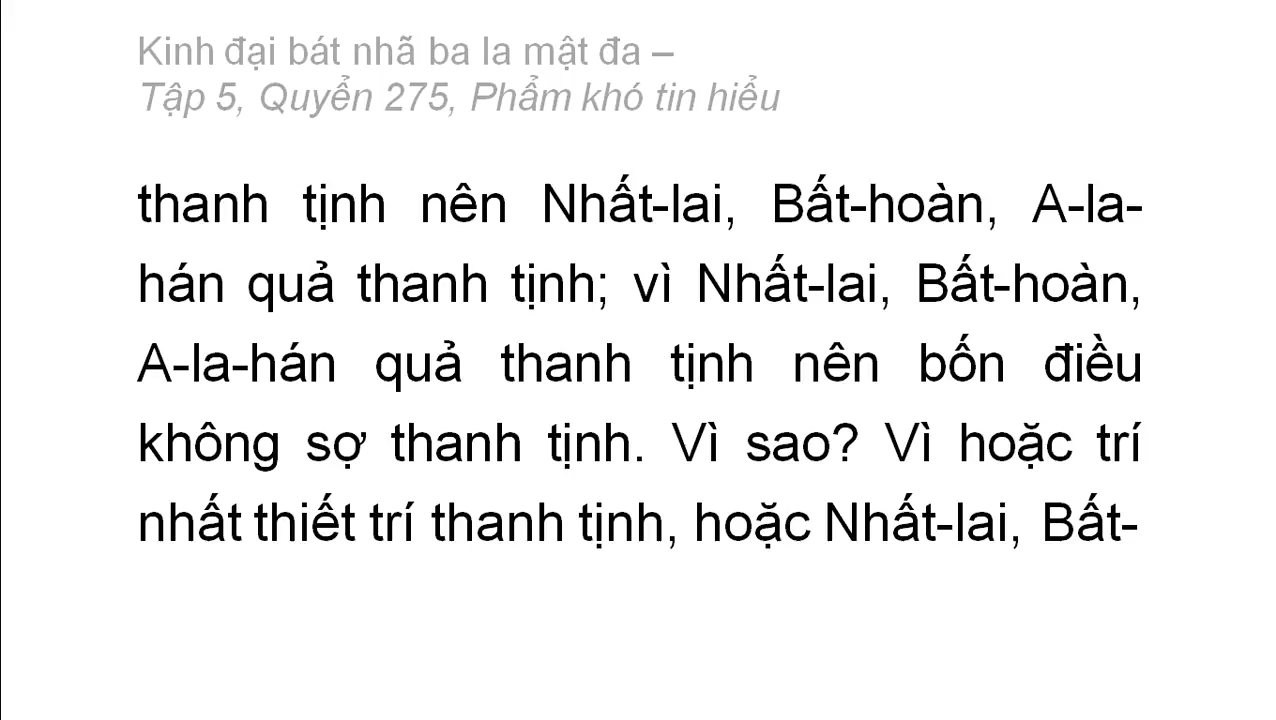 Kinh đại bát nhã ba la mật đa –
Tập 5, Quyển 275, Phẩm khó tin hiểu
thanh tịnh nên Nhất-lai, Bất-hoàn, A-la-
hán quả thanh tịnh; vì Nhất-lai, Bất-hoàn,
A-la-hán quả thanh tịnh nên bốn điều
không sợ thanh tịnh. Vì sao? Vì hoặc trí
nhất thiết trí thanh tịnh, hoặc Nhất-lai, Bất-